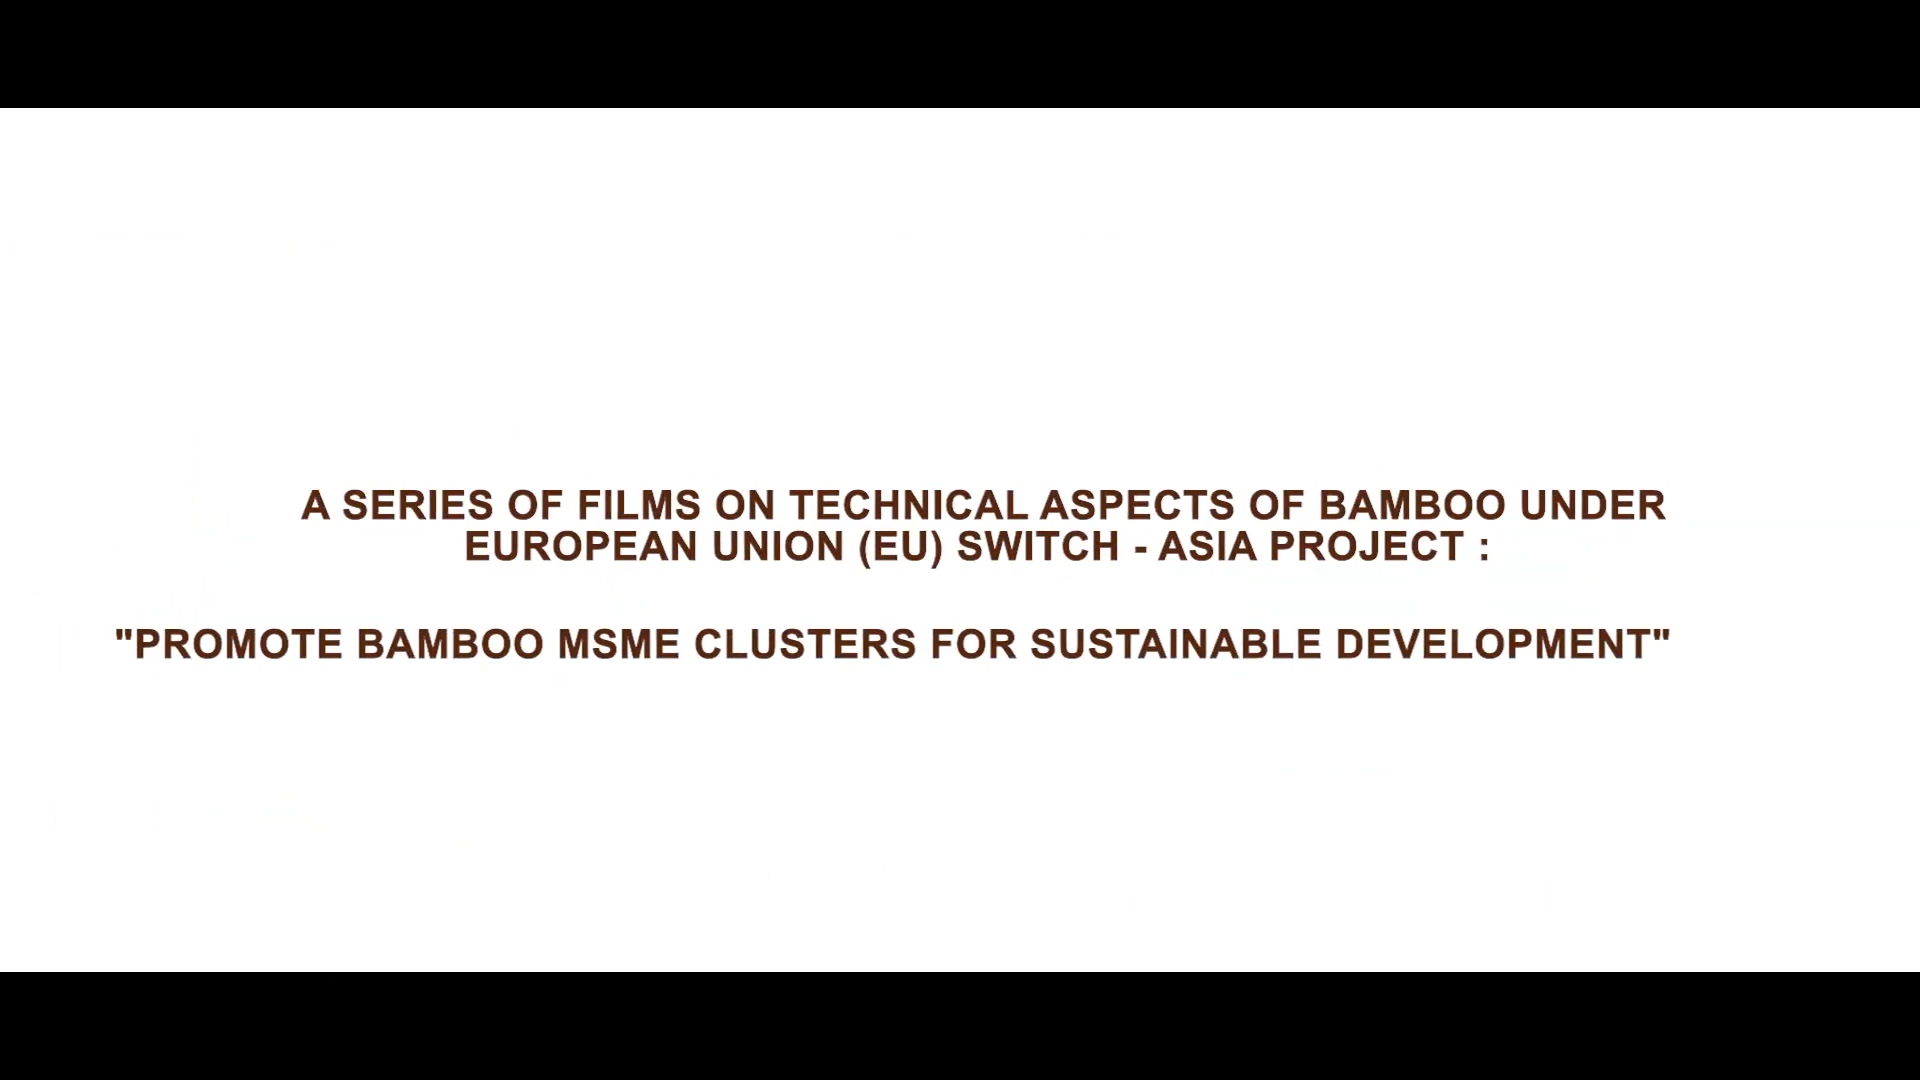 A SERIES OF FILMS ON TECHNICAL ASPECTS OF BAMBOO UNDER
EUROPEAN UNION (EU) SWITCH - ASIA PROJECT :
"PROMOTE BAMBOO MSME CLUSTERS FOR SUSTAINABLE DEVELOPMENT"